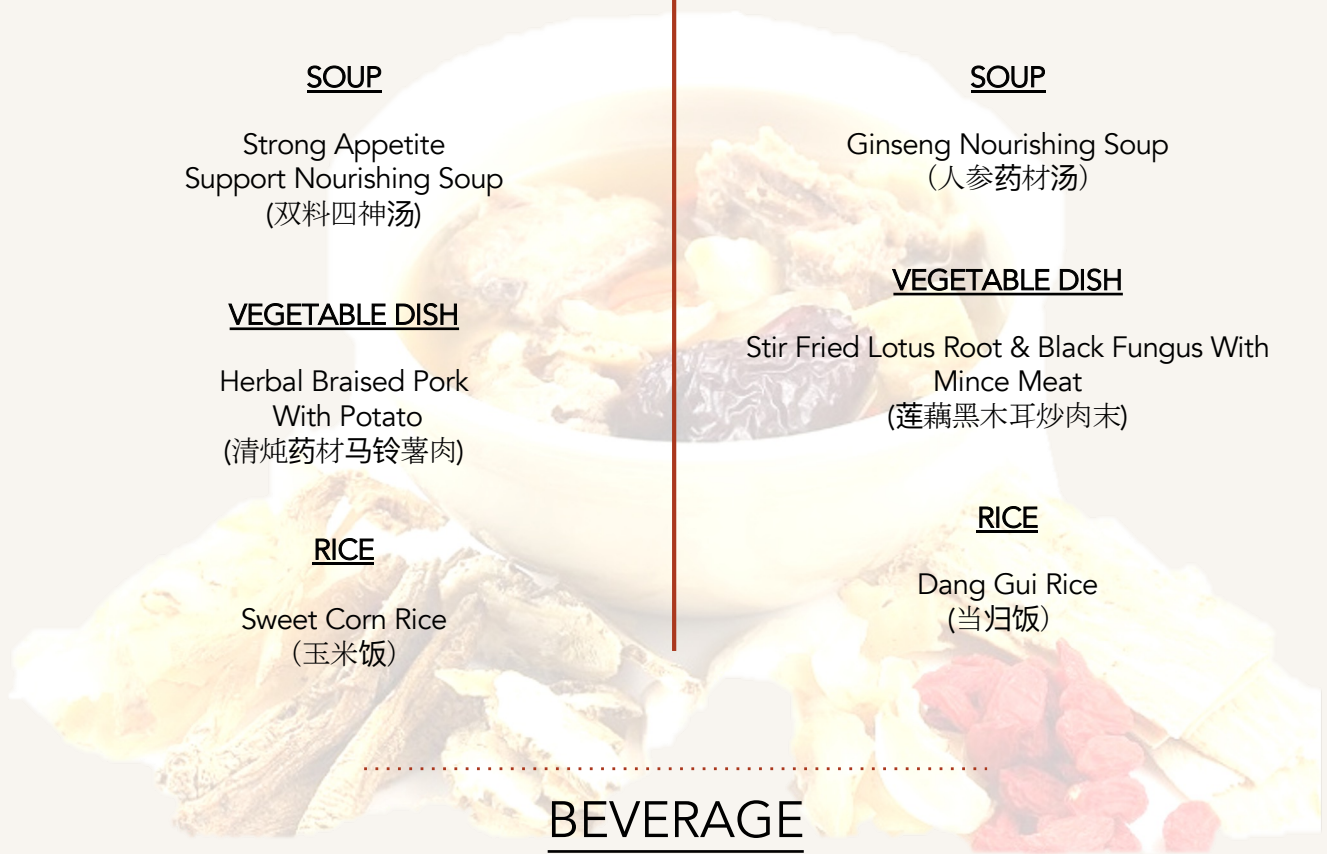 SOUP
Strong Appetite
Support Nourishing Soup
(双料四神汤)
VEGETABLE DISH
Herbal Braised Pork
With Potato
(清炖药材马铃薯肉)
RICE
Sweet Corn Rice
（玉米饭）
SOUP
Ginseng Nourishing Soup
（人参药材汤）
VEGETABLE DISH
Stir Fried Lotus Root & Black Fungus With
Mince Meat
(莲藕黑木耳炒肉末)
RICE
Dang Gui Rice
(当归饭）
BEVERAGE